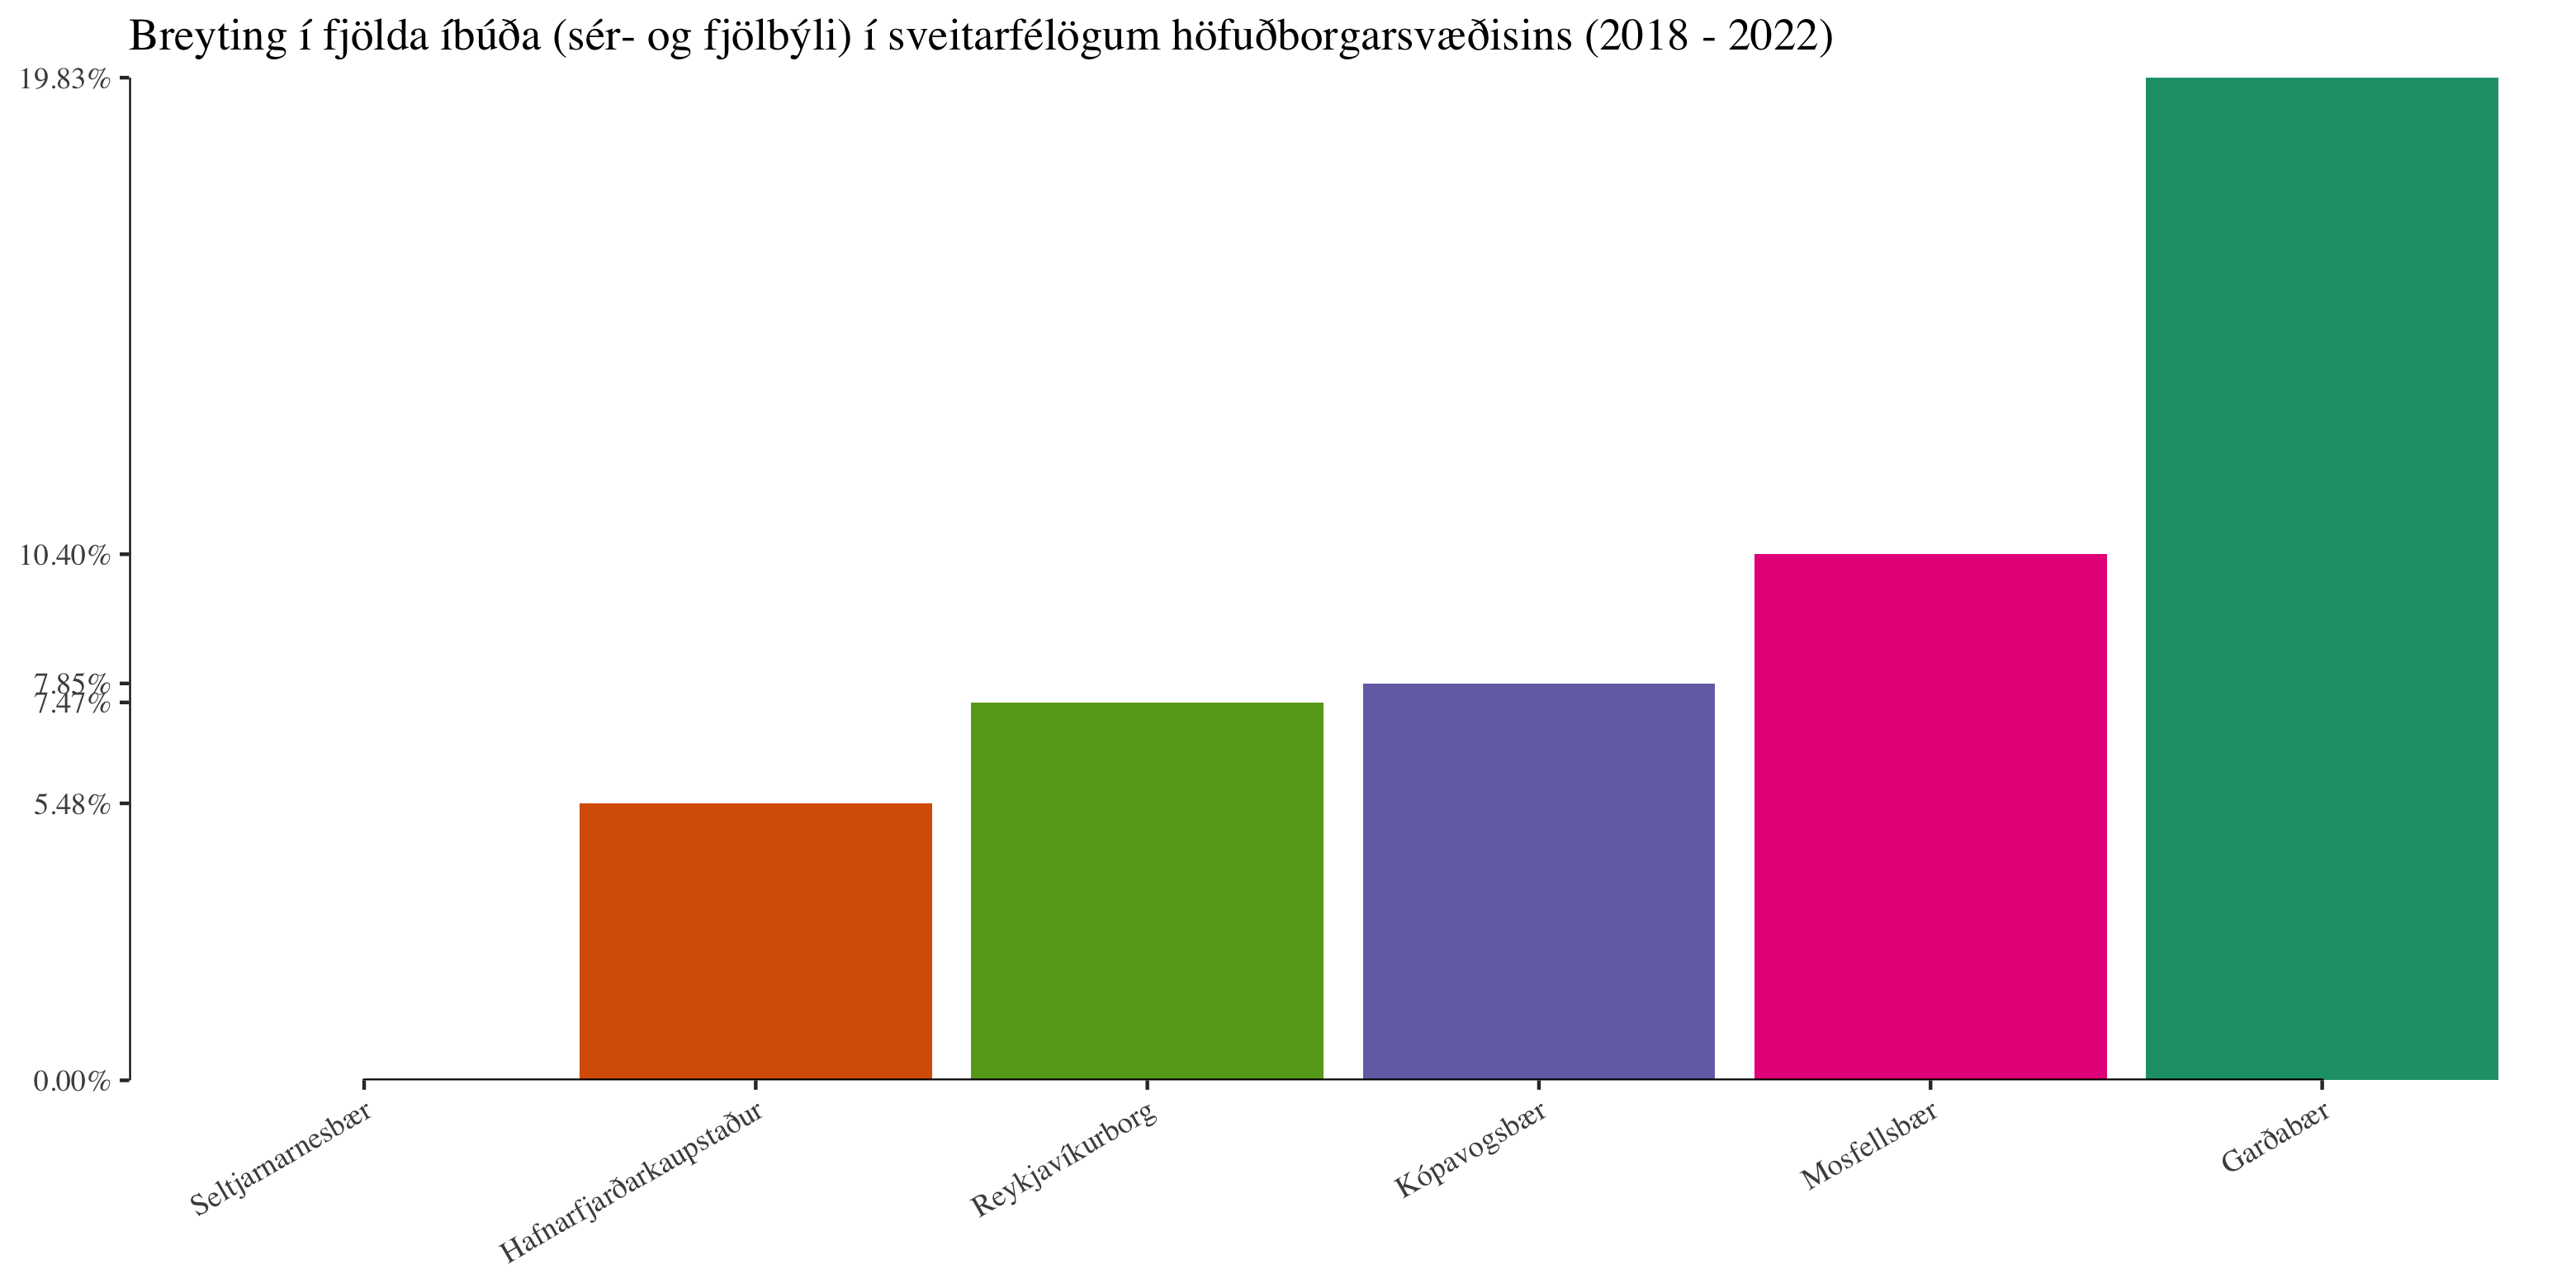 Breyting í fjölda íbúða (sér- og fjölbýli) í sveitarfélögum höfuðborgarsvæðisins (2018 - 2022)
19.83%
10.40%
7.85%
7.47%
5.48%
0.00%
Seltjarnarnesbær
Hafnarfjarðarkaupstaður
Reykjavíkurborg
Kópavogsbær
Mosfellsbær
Garðabær